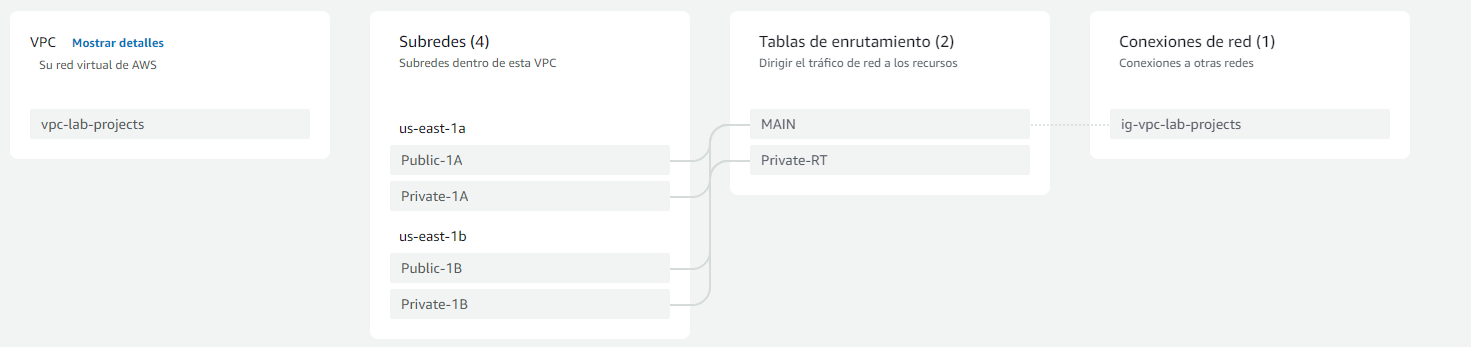 VPC Mostrar detalles
Su red virtual de AWS
vpc-lab-projects
Subredes (4)
Subredes dentro de esta VPC
us-east-1a
Public-1A
Private-1A
us-east-1b
Public-1B
Private-1B
Tablas de enrutamiento (2)
Dirigir el tráfico de red a los recursos
MAIN
Private-RT
Conexiones de red (1)
Conexiones a otras redes
ig-vpc-lab-projects